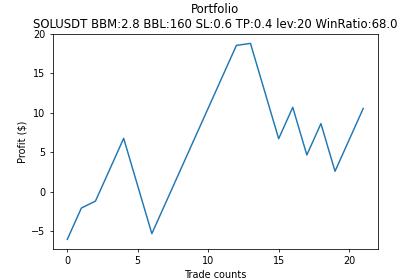 Portfolio
SOLUSDT BBM:2.8 BBL:160 SL:0.6 TP:0.4 lev:20 WinRatio:68.0
20
15
10
5
0
−5
Profit ($)
0
5
10
15
20
Trade counts